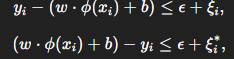 yᵢ − (w · ϕ(xᵢ) + b) ≤ ϵ + ξᵢ,
(w · ϕ(xᵢ) + b) − yᵢ ≤ ϵ + ξᵢ*,